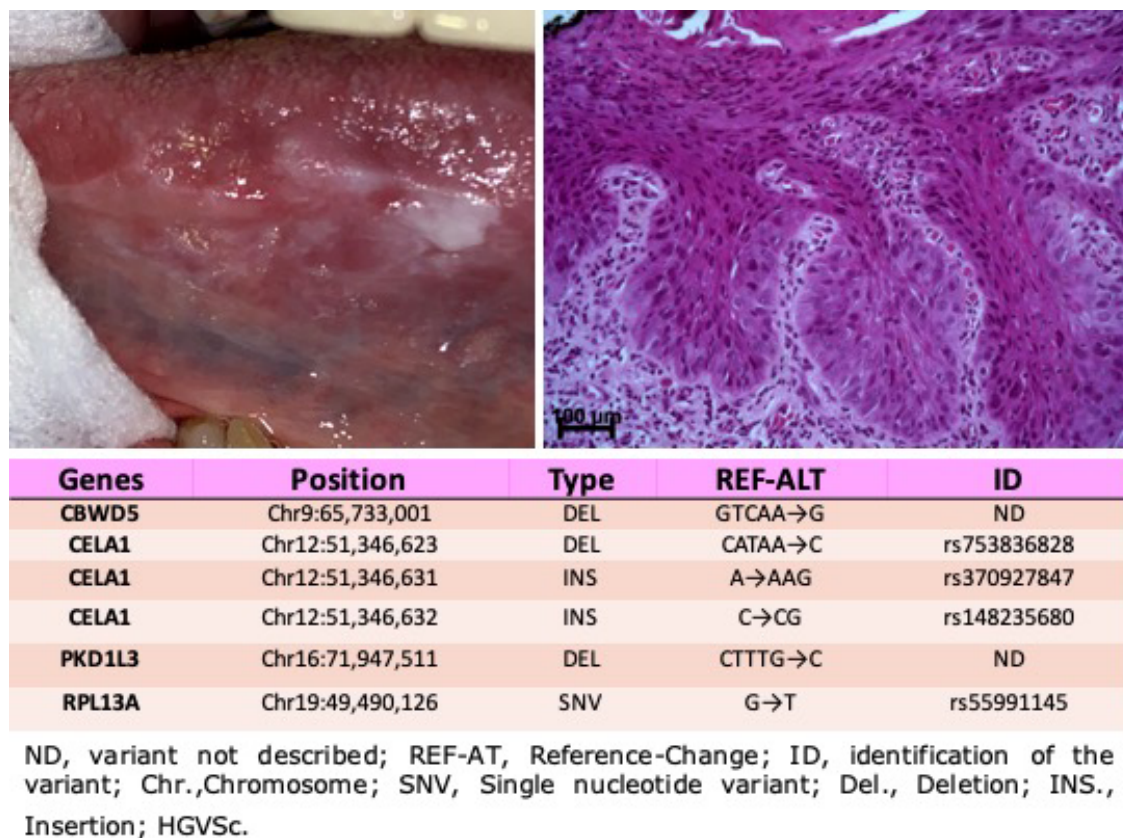 100 µm
Genes Position Type REF-ALT ID
CBWD5 Chr9:65,733,001 DEL GTCAA→G ND
CELA1 Chr12:51,346,623 DEL CATAA→C rs753836828
CELA1 Chr12:51,346,631 INS A→AAG rs370927847
CELA1 Chr12:51,346,632 INS C→CG rs148235680
PKD1L3 Chr16:71,947,511 DEL CTTTG→C ND
RPL13A Chr19:49,490,126 SNV G→T rs55991145
ND, variant not described; REF-AT, Reference-Change; ID, identification of the
variant; Chr.,Chromosome; SNV, Single nucleotide variant; Del., Deletion; INS.,
Insertion; HGVSc.